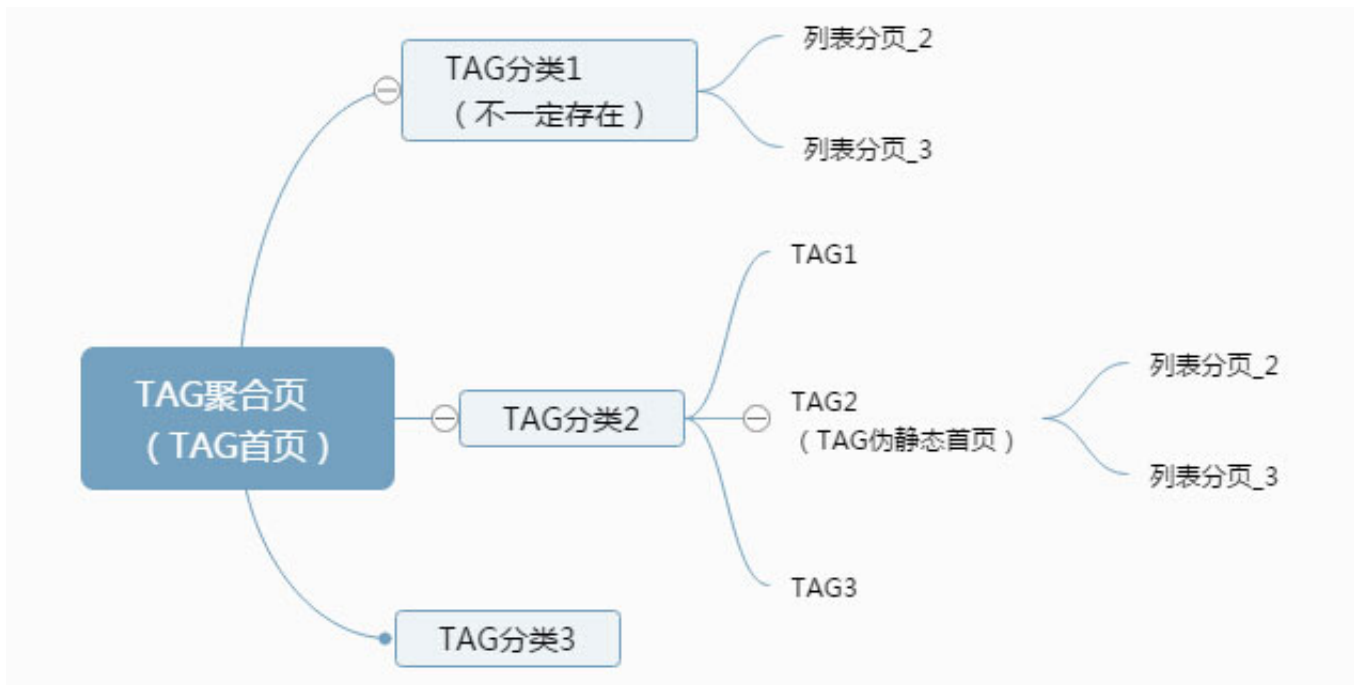 列表分页_2
TAG分类1
（不一定存在）
列表分页_3
TAG1
列表分页_2
TAG聚合页
（TAG首页）
TAG分类2
TAG2
（TAG伪静态首页）
列表分页_3
TAG3
TAG分类3